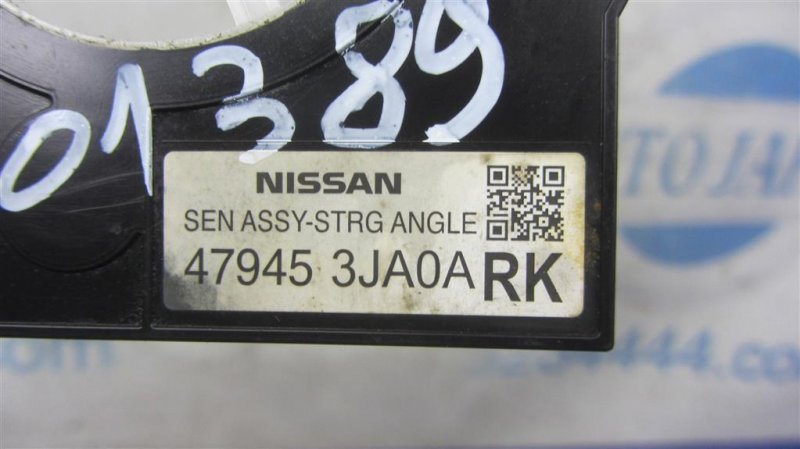 01389
NISSAN
SEN ASSY-STRG ANGLE
47945 3JA0A RK